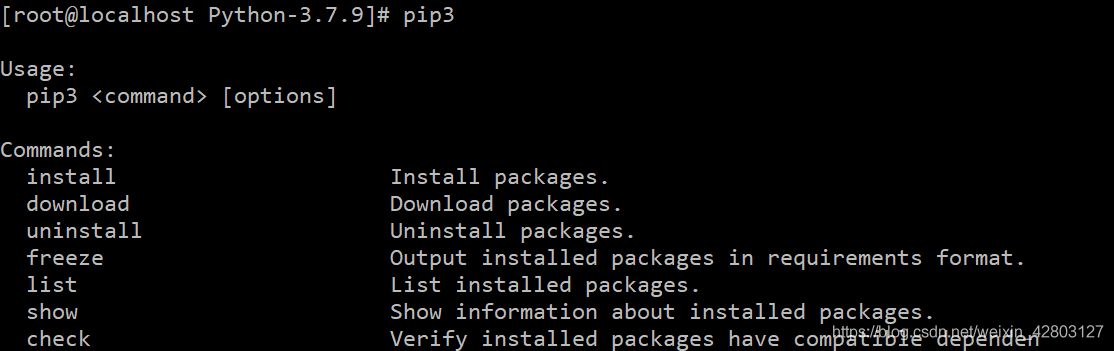 [root@localhost Python-3.7.9]# pip3
Usage:
  pip3 <command> [options]
Commands:
  install                     Install packages.
  download                    Download packages.
  uninstall                   Uninstall packages.
  freeze                      Output installed packages in requirements format.
  list                        List installed packages.
  show                        Show information about installed packages.
  check                       Verify installed packages have compatible dependen
https://blog.csdn.net/weixin_42803127